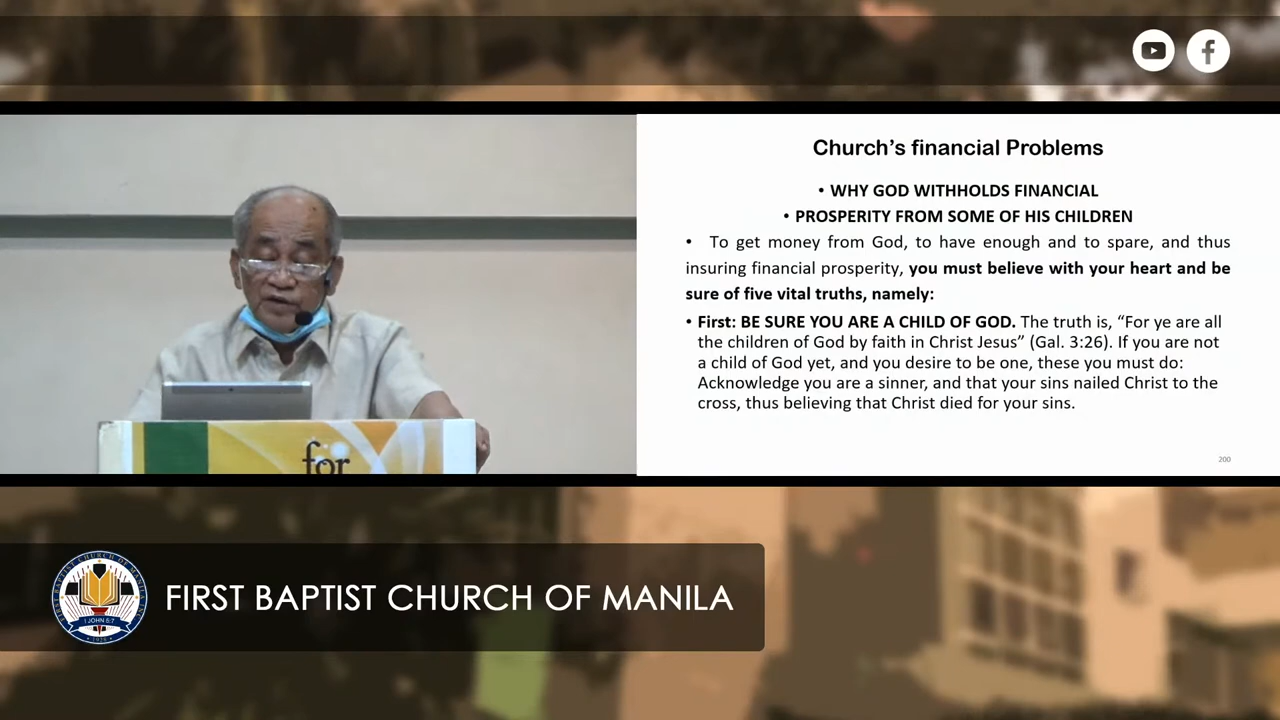 Church's financial Problems
• WHY GOD WITHHOLDS FINANCIAL
• PROSPERITY FROM SOME OF HIS CHILDREN
• To get money from God, to have enough and to spare, and thus
insuring financial prosperity, you must believe with your heart and be
sure of five vital truths, namely:
• First: BE SURE YOU ARE A CHILD OF GOD. The truth is, “For ye are all
the children of God by faith in Christ Jesus” (Gal. 3:26). If you are not
a child of God yet, and you desire to be one, these you must do:
Acknowledge you are a sinner, and that your sins nailed Christ to the
cross, thus believing that Christ died for your sins.
200
for
FIRST BAPTIST CHURCH OF MANILA
I JOHN 5:7